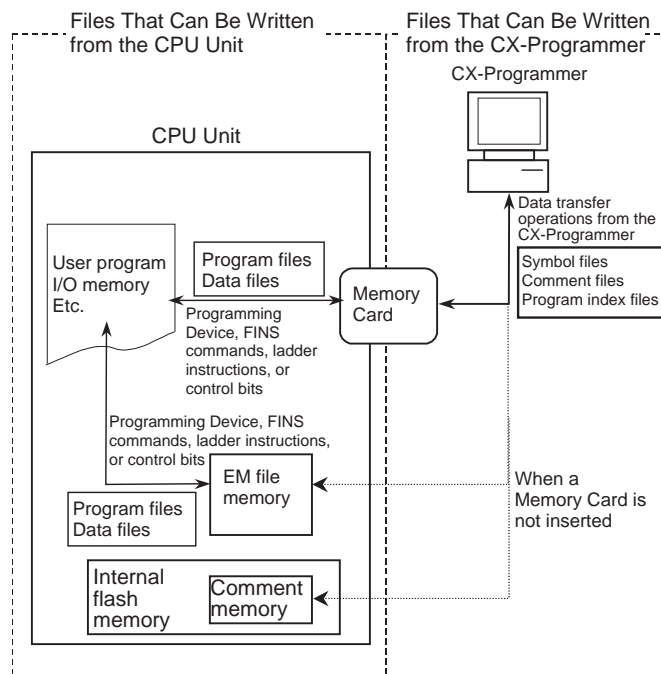 Files That Can Be Written
from the CPU Unit
Files That Can Be Written
from the CX-Programmer
CX-Programmer
CPU Unit
Data transfer
operations from the
CX-Programmer
Symbol files
Comment files
Program index files
User program
I/O memory
Etc.
Program files
Data files
Memory
Card
Programming
Device, FINS
commands, ladder
instructions, or
control bits
Programming Device, FINS
commands, ladder instructions,
or control bits
EM file
memory
Program files
Data files
When a
Memory Card is
not inserted
Internal
flash
memory
Comment
memory